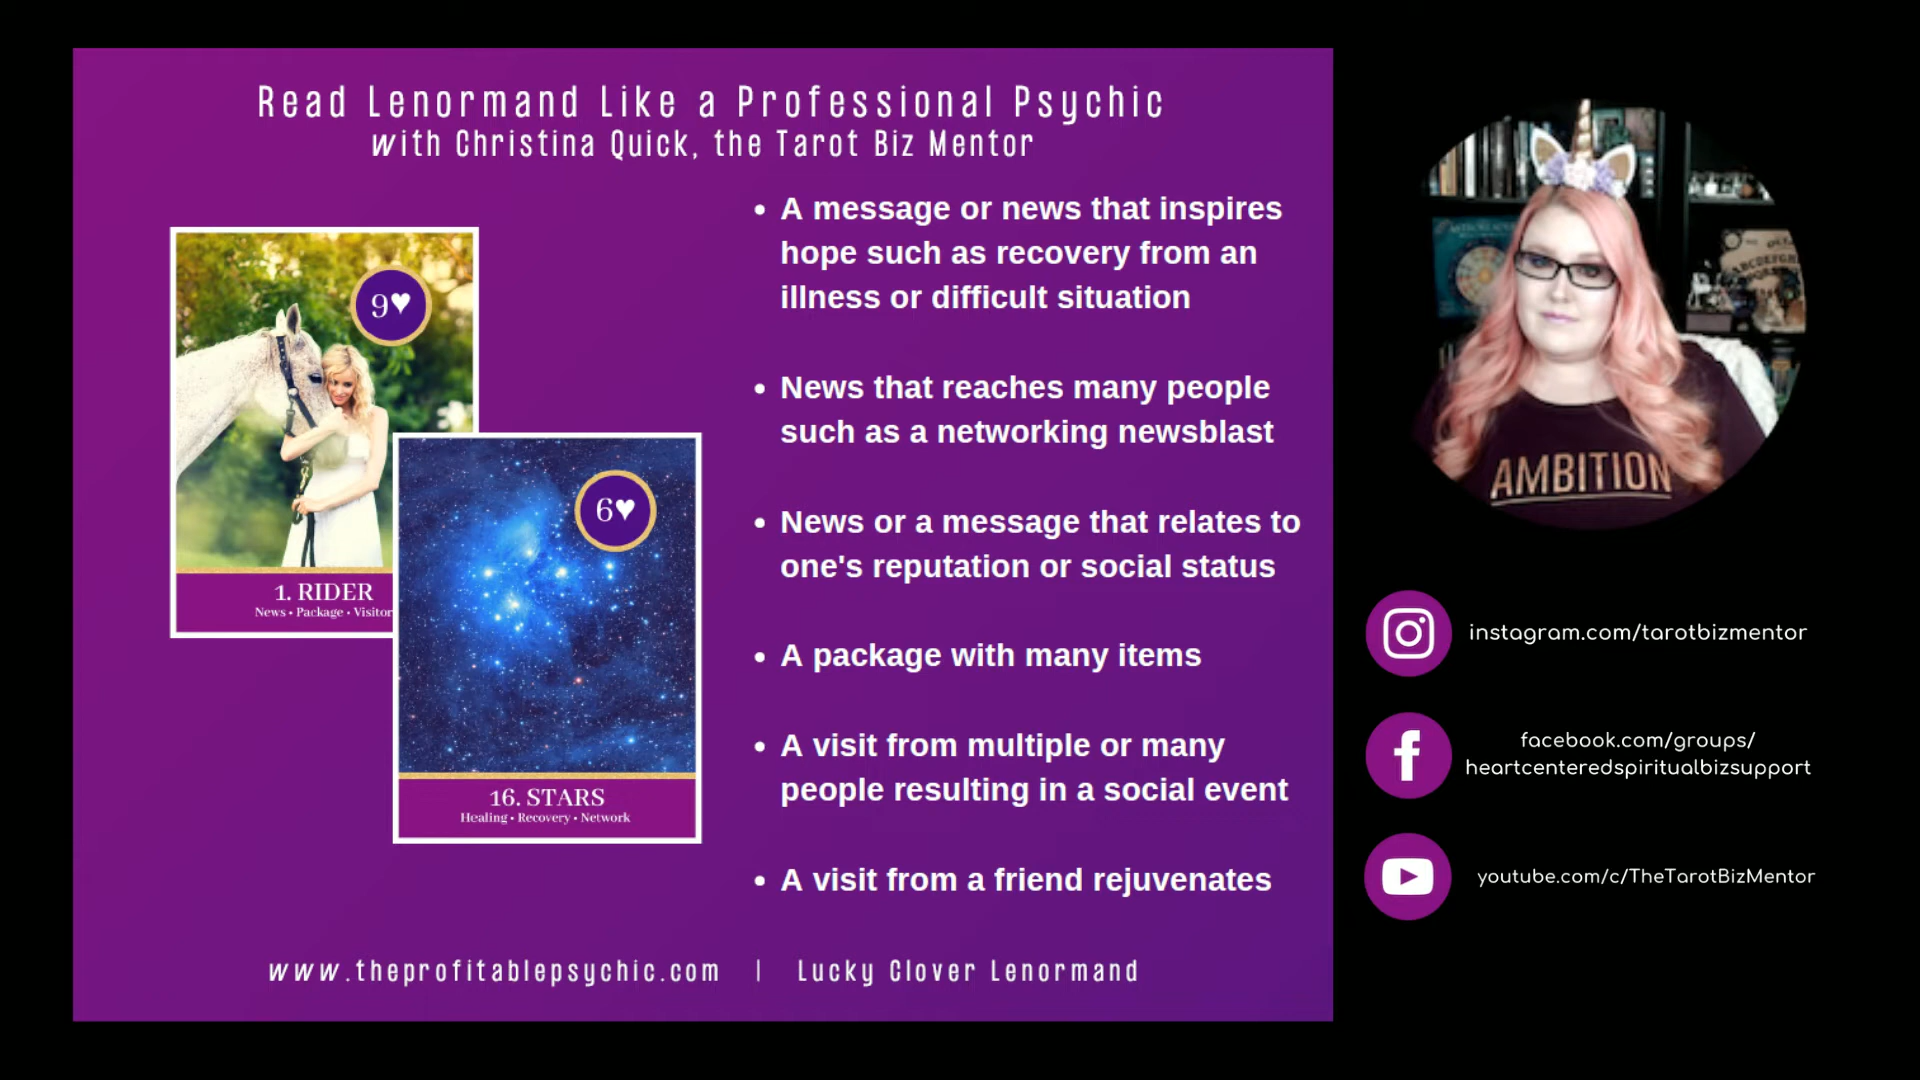 Read Lenormand Like a Professional Psychic
with Christina Quick, the Tarot Biz Mentor
9♥
1. RIDER
News • Package • Visitor
6♥
16. STARS
Healing • Recovery • Network
• A message or news that inspires
hope such as recovery from an
illness or difficult situation
• News that reaches many people
such as a networking newsblast
• News or a message that relates to
one's reputation or social status
• A package with many items
• A visit from multiple or many
people resulting in a social event
• A visit from a friend rejuvenates
www.theprofitablepsychic.com | Lucky Clover Lenormand
AMBITION
instagram.com/tarotbizmentor
facebook.com/groups/
heartcenteredspiritualbizsupport
youtube.com/c/TheTarotBizMentor